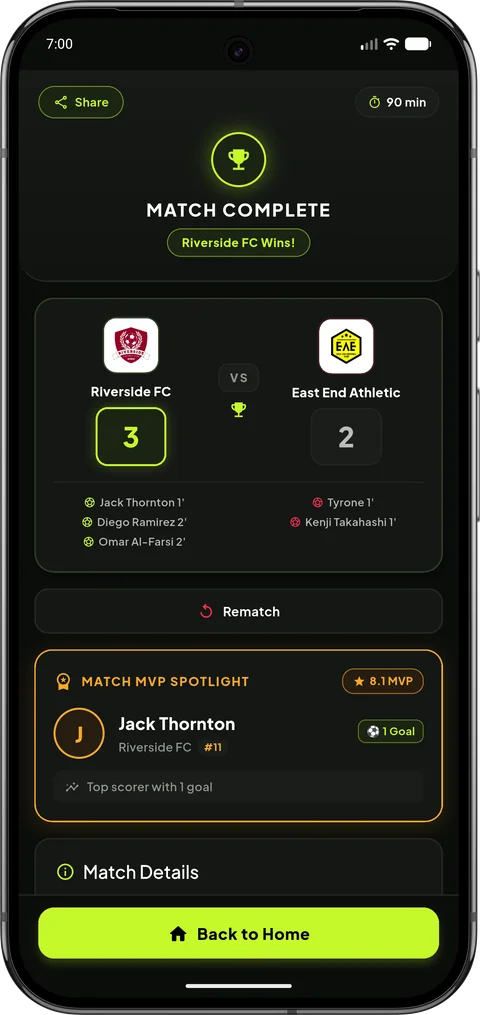 7:00
Share
90 min
MATCH COMPLETE
Riverside FC Wins!
RIVERSIDE
EAE
VS
Riverside FC
East End Athletic
3
2
Jack Thornton 1'
Tyrone 1'
Diego Ramirez 2'
Kenji Takahashi 1'
Omar Al-Farsi 2'
Rematch
MATCH MVP SPOTLIGHT
8.1 MVP
J
Jack Thornton
Riverside FC #11
1 Goal
Top scorer with 1 goal
Match Details
Back to Home